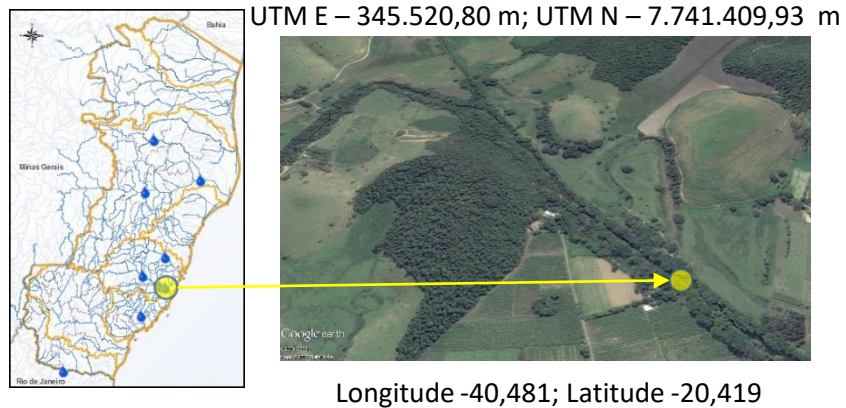 UTM E – 345.520,80 m; UTM N – 7.741.409,93 m
Bahia
Minas Gerais
Rio de Janeiro
Google earth
Longitude -40,481; Latitude -20,419